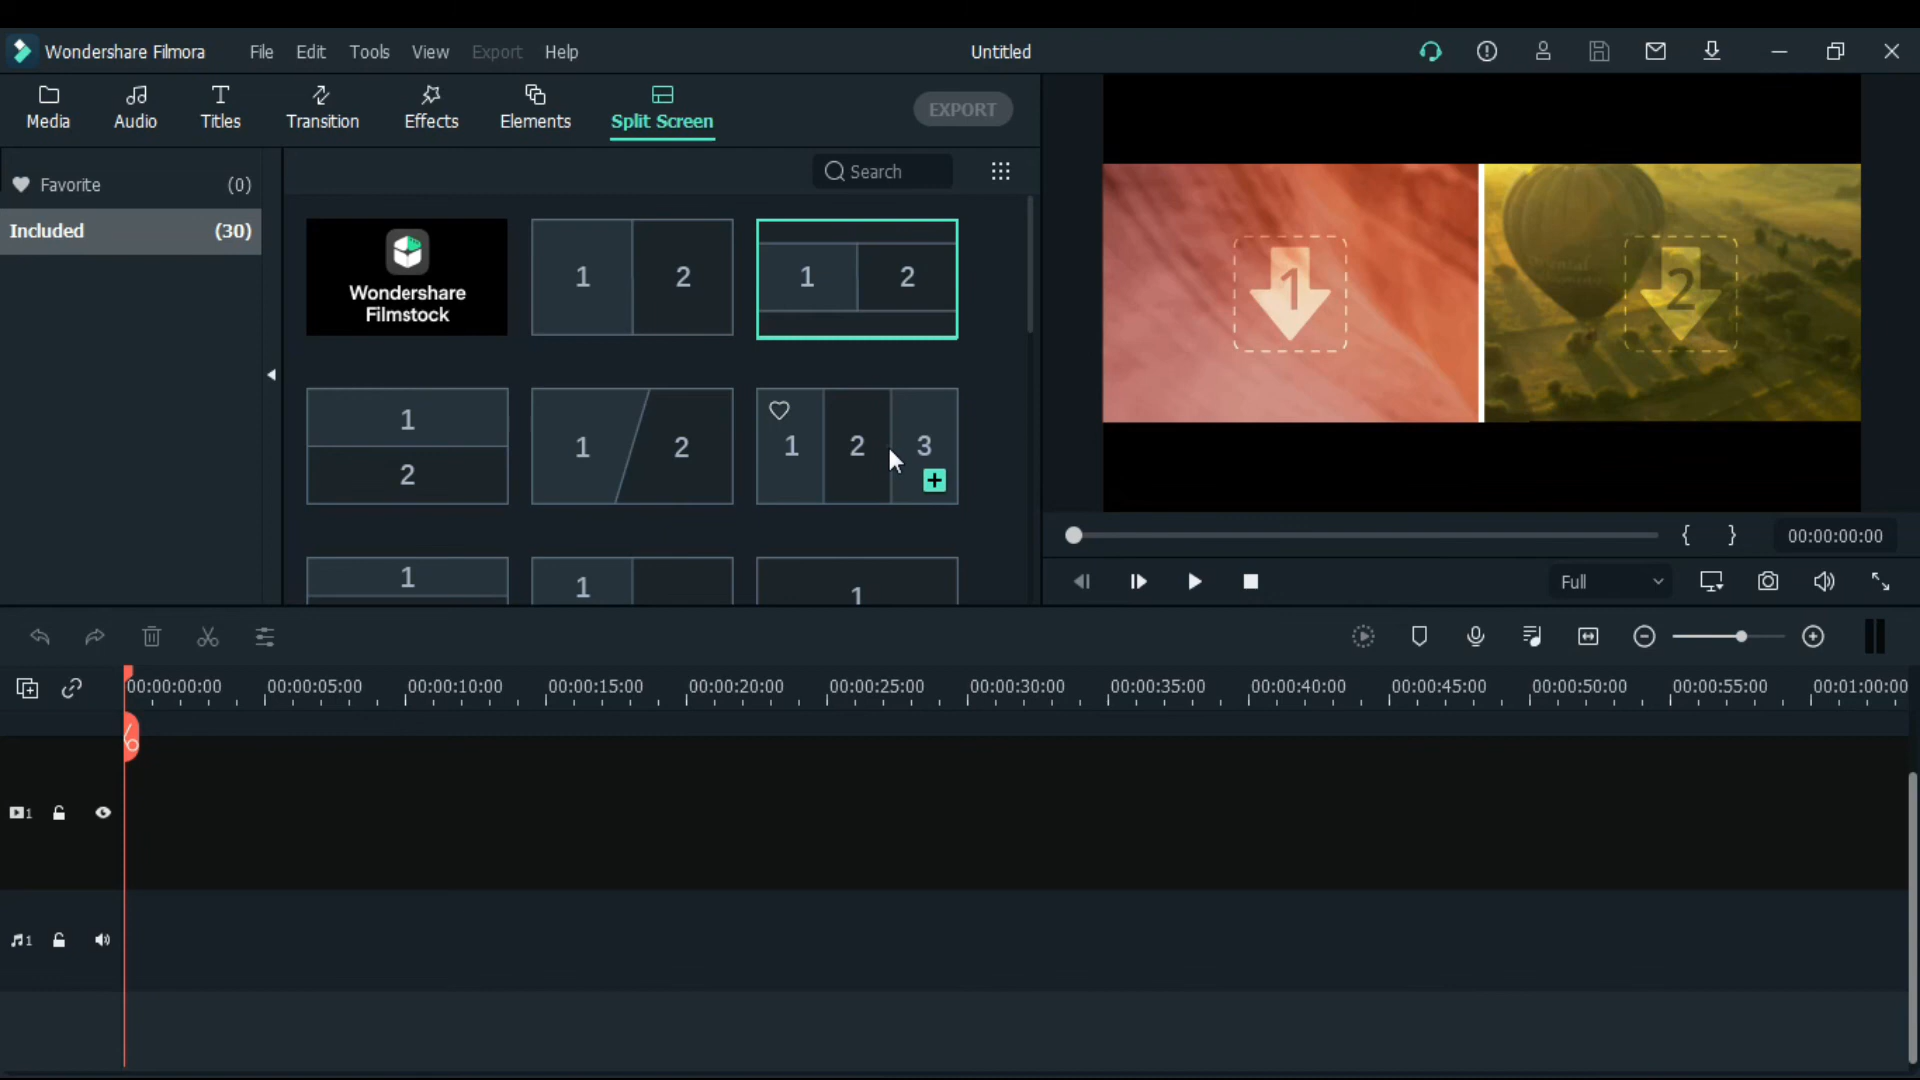 Wondershare Filmora File Edit Tools View Export Help Untitled
Media Audio Titles Transition Effects Elements Split Screen EXPORT
Favorite (0) Search
Included (30)
Wondershare
Filmstock
1 2
1 2
1 2
1
2
1 2
1 2 3
1
1
1
00:00:00:00
Full
00:00:00:00 00:00:05:00 00:00:10:00 00:00:15:00 00:00:20:00 00:00:25:00 00:00:30:00 00:00:35:00 00:00:40:00 00:00:45:00 00:00:50:00 00:00:55:00 00:01:00:00
1
1